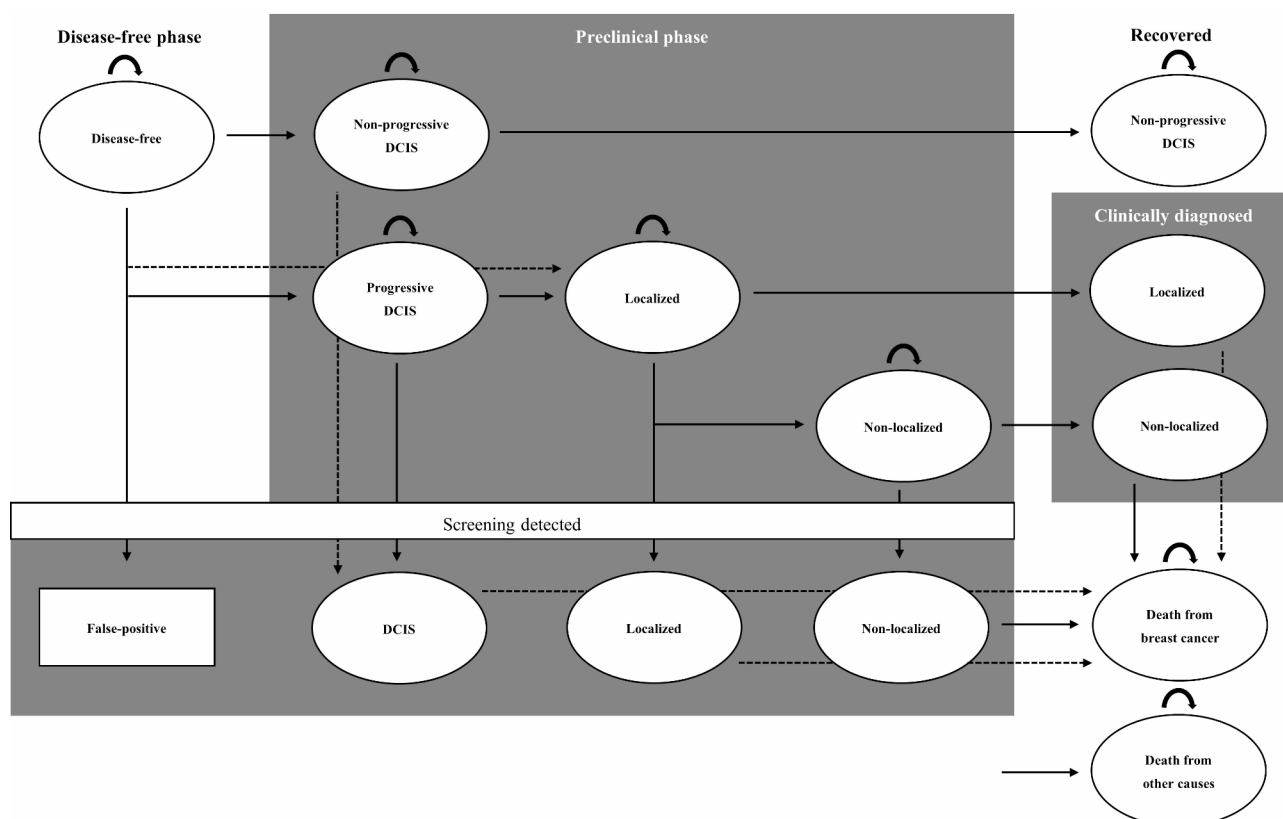 Disease-free phase
Preclinical phase
Recovered
Disease-free
Non-progressive
DCIS
Non-progressive
DCIS
Clinically diagnosed
Progressive
DCIS
Localized
Localized
Non-localized
Non-localized
Screening detected
False-positive
DCIS
Localized
Non-localized
Death from
breast cancer
Death from
other causes